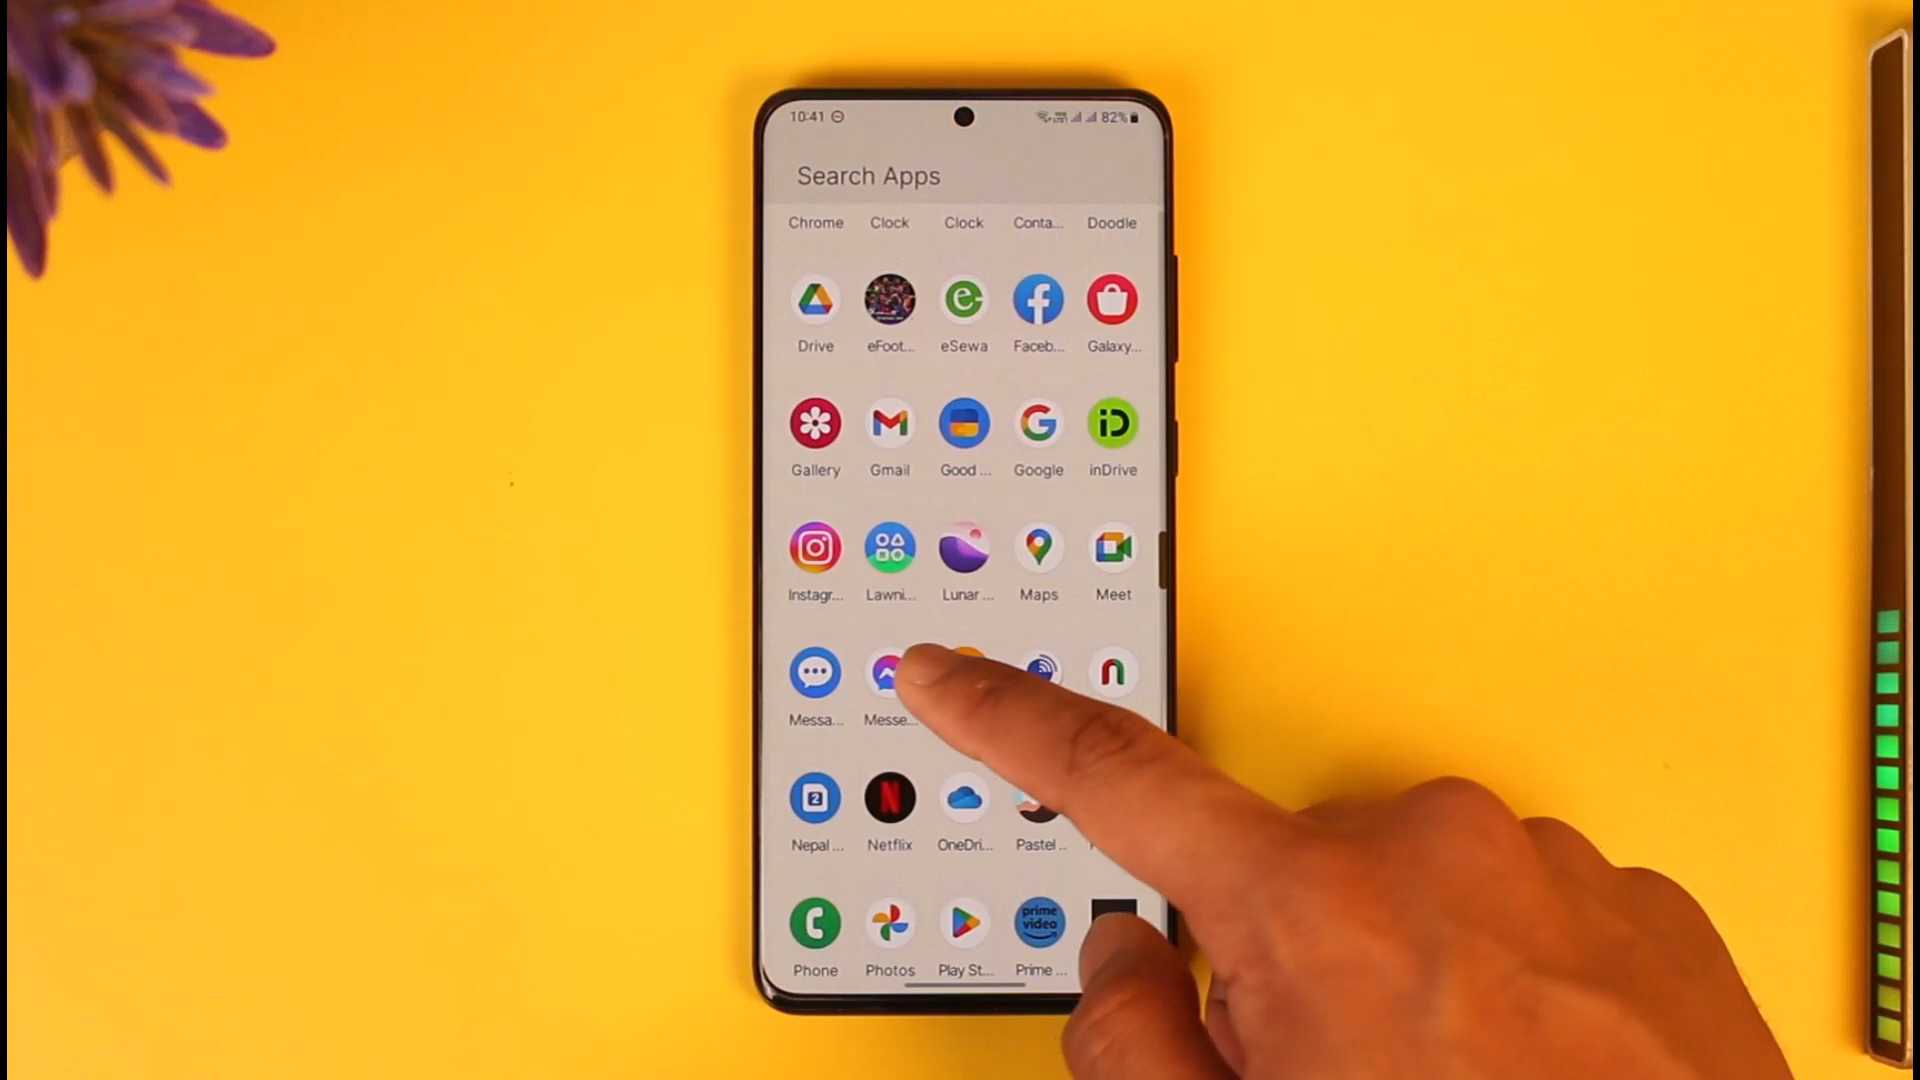 10:41 82%
Search Apps
Chrome Clock Clock Conta... Doodle
Drive eFoot... eSewa Faceb... Galaxy...
Gallery Gmail Good ... Google inDrive
Instagr... Lawni... Lunar ... Maps Meet
Messa... Messe...
2
Nepal ... Netflix OneDri... Pastel ..
prime
video
Phone Photos Play St... Prime ...